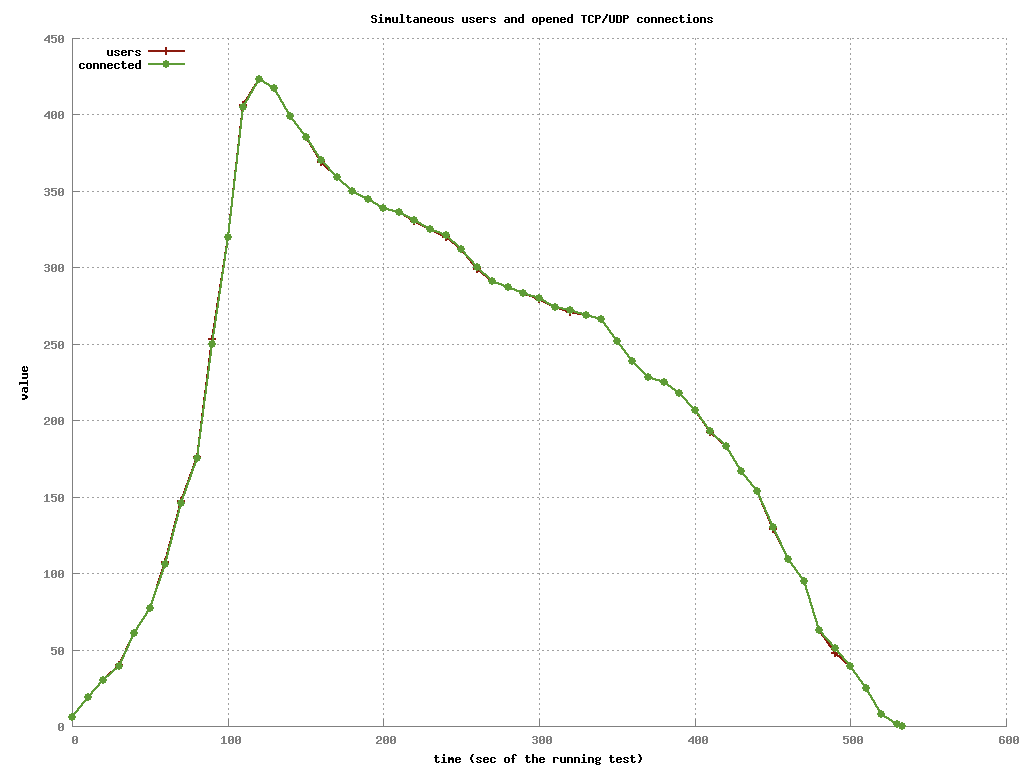 Simultaneous users and opened TCP/UDP connections
450
users
connected
400
350
300
250
value
200
150
100
50
0
0 100 200 300 400 500 600
time (sec of the running test)